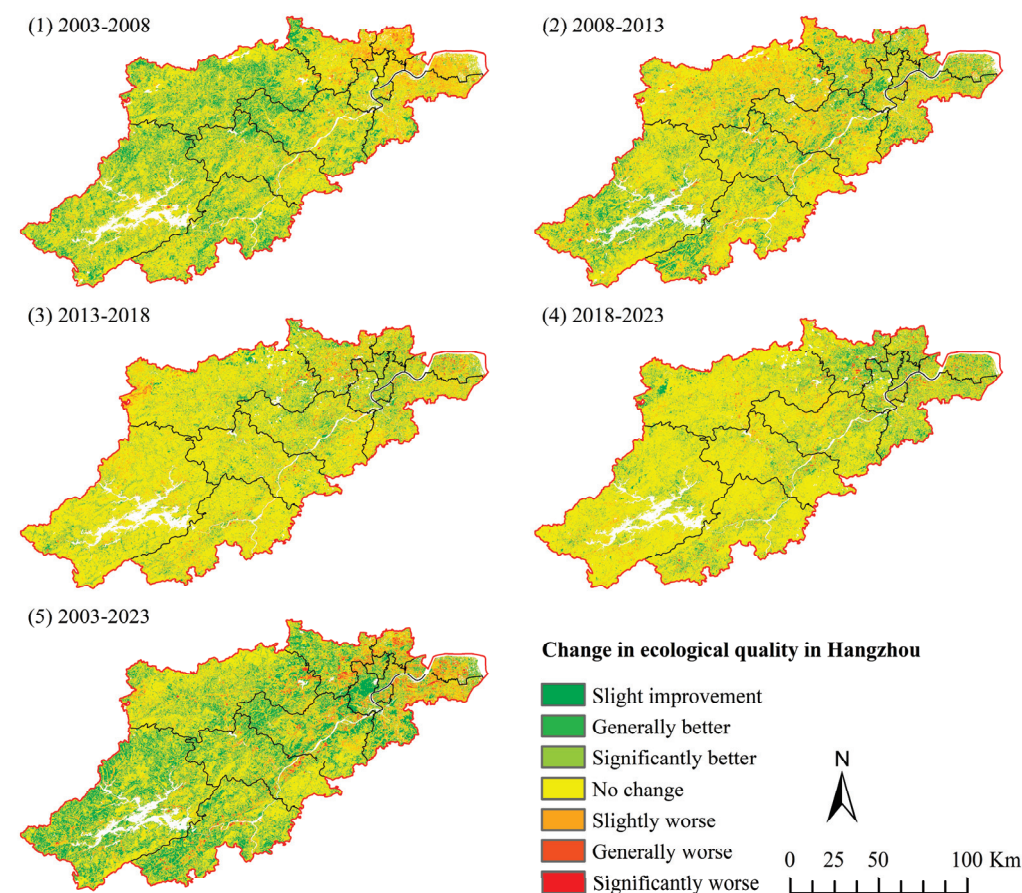 (1) 2003-2008
(2) 2008-2013
(3) 2013-2018
(4) 2018-2023
(5) 2003-2023
Change in ecological quality in Hangzhou
Slight improvement
Generally better
Significantly better
No change
Slightly worse
Generally worse
Significantly worse
N
0 25 50 100 Km